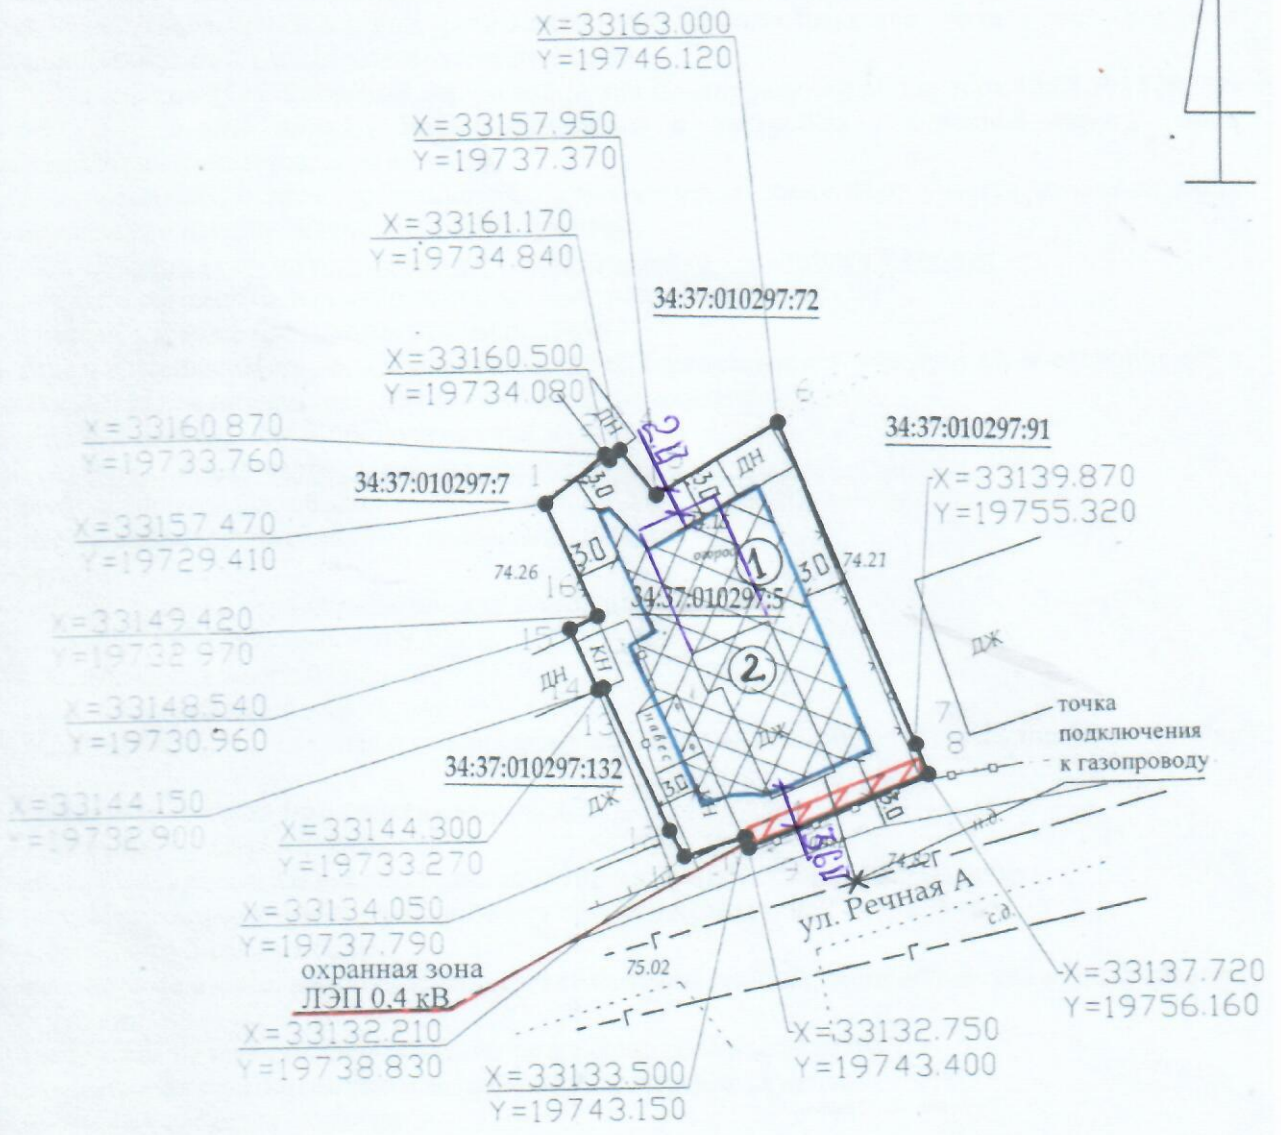 X=33163.000
Y=19746.120
X=33157.950
Y=19737.370
X=33161.170
Y=19734.840
34:37:010297:72
X=33160.500
Y=19734.080
ДН
4
6
X=33160.870
Y=19733.760
34:37:010297:91
1
3.0
3.0
ДН
34:37:010297:7
X=33139.870
Y=19755.320
X=33157.470
Y=19729.410
3.0
1
3.0
74.21
74.26
16
34:37:010297:5
X=33149.420
Y=19732.970
15
КН
ДЖ
2
ДН
14
X=33148.540
Y=19730.960
13
навес
ДЖ
7
8
точка
подключения
к газопроводу
34:37:010297:132
3.0
КН
ДЖ
3.0
X=33144.150
Y=19732.900
X=33144.300
Y=19733.270
9
74.82
н.д.
Г
ул. Речная А
с.д.
X=33134.050
Y=19737.790
Г
Г
75.02
охранная зона
ЛЭП 0.4 кВ
X=33137.720
Y=19756.160
Г
X=33132.210
Y=19738.830
X=33132.750
Y=19743.400
X=33133.500
Y=19743.150